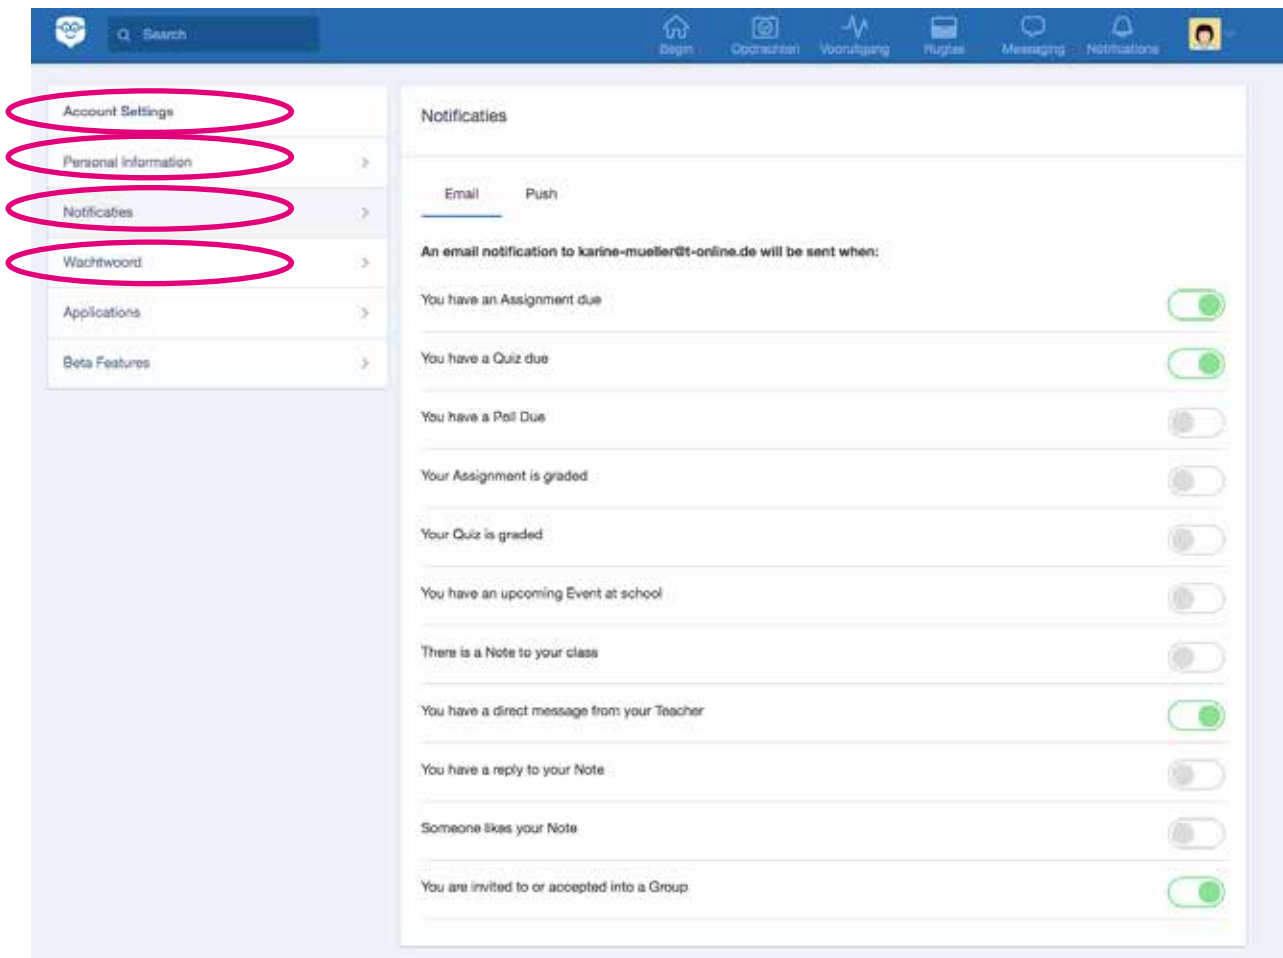 Search
Begin
Opdrachten
Vooruitgang
Rugtas
Messaging
Notifications
Account Settings
Personal Information
Notificaties
Wachtwoord
Applications
Beta Features
Notificaties
Email Push
An email notification to karine-mueller@t-online.de will be sent when:
You have an Assignment due
You have a Quiz due
You have a Poll Due
Your Assignment is graded
Your Quiz is graded
You have an upcoming Event at school
There is a Note to your class
You have a direct message from your Teacher
You have a reply to your Note
Someone likes your Note
You are invited to or accepted into a Group